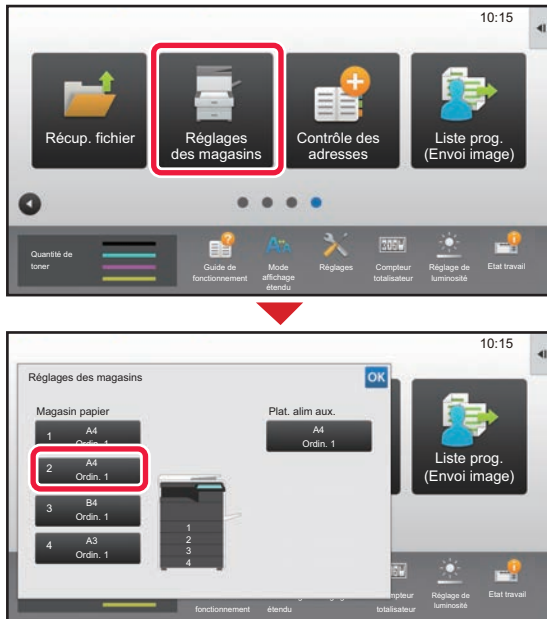 10:15
Récup. fichier
Réglages
des magasins
Contrôle des
adresses
Liste prog.
(Envoi image)
Quantité de
toner
Guide de
fonctionnement
Mode
affichage
étendu
Réglages
Compteur
totalisateur
Réglage de
luminosité
Etat travail
10:15
Réglages des magasins
OK
Magasin papier
Plat. alim aux.
1
A4
Ordin. 1
A4
Ordin. 1
2
A4
Ordin. 1
3
B4
Ordin. 1
4
A3
Ordin. 1
1
2
3
4
Liste prog.
(Envoi image)
fonctionnement
étendu
totalisateur
Réglage de
luminosité
Etat travail